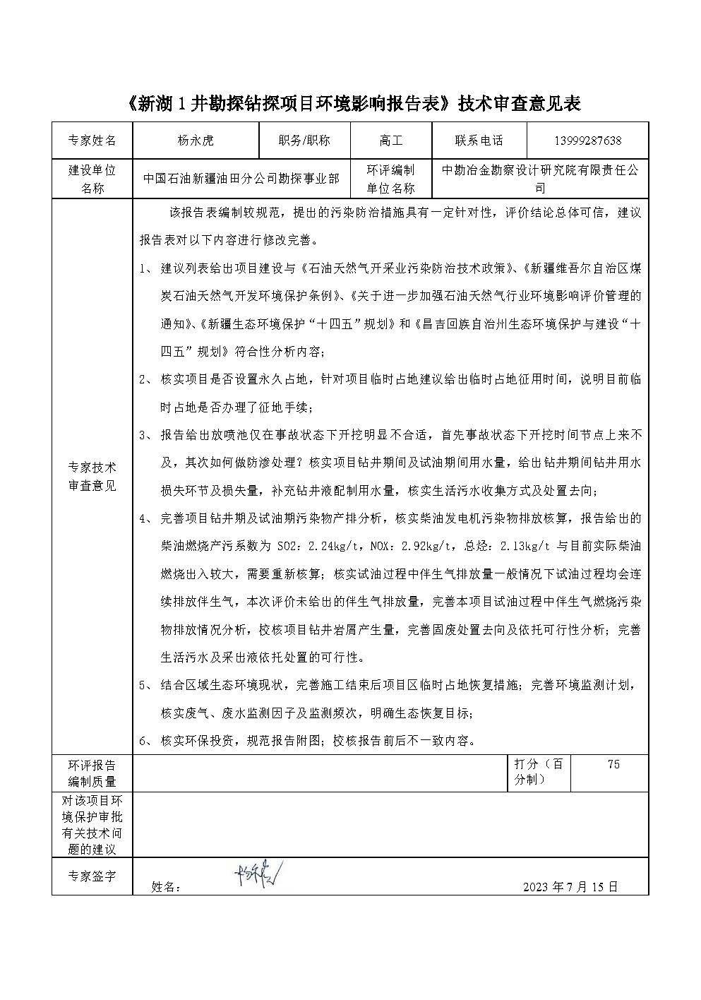 《新湖1井勘探钻探项目环境影响报告表》技术审查意见表
专家姓名 杨永虎 职务/职称 高工 联系电话 13999287638
建设单位
名称
中国石油新疆油田分公司勘探事业部
环评编制
单位名称
中勘冶金勘察设计研究院有限责任公
司
专家技术
审查意见
该报告表编制较规范，提出的污染防治措施具有一定针对性，评价结论总体可信，建议
报告表对以下内容进行修改完善。
1、 建议列表给出项目建设与《石油天然气开采业污染防治技术政策》、《新疆维吾尔自治区煤
炭石油天然气开发环境保护条例》、《关于进一步加强石油天然气行业环境影响评价管理的
通知》、《新疆生态环境保护“十四五”规划》和《昌吉回族自治州生态环境保护与建设“十
四五”规划》符合性分析内容；
2、 核实项目是否设置永久占地，针对项目临时占地建议给出临时占地征用时间，说明目前临
时占地是否办理了征地手续；
3、 报告给出放喷池仅在事故状态下开挖明显不合适，首先事故状态下开挖时间节点上来不
及，其次如何做防渗处理？核实项目钻井期间及试油期间用水量，给出钻井期间钻井用水
损失环节及损失量，补充钻井液配制用水量，核实生活污水收集方式及处置去向；
4、 完善项目钻井期及试油期污染物产排分析，核实柴油发电机污染物排放核算，报告给出的
柴油燃烧产污系数为 SO2：2.24kg/t，NOX：2.92kg/t，总烃：2.13kg/t 与目前实际柴油
燃烧出入较大，需要重新核算；核实试油过程中伴生气排放量一般情况下试油过程均会连
续排放伴生气，本次评价未给出的伴生气排放量，完善本项目试油过程中伴生气燃烧污染
物排放情况分析，校核项目钻井岩屑产生量，完善固废处置去向及依托可行性分析；完善
生活污水及采出液依托处置的可行性。
5、 结合区域生态环境现状，完善施工结束后项目区临时占地恢复措施；完善环境监测计划，
核实废气、废水监测因子及监测频次，明确生态恢复目标；
6、 核实环保投资，规范报告附图；校核报告前后不一致内容。
环评报告
编制质量
打分（百
分制）
75
对该项目环
境保护审批
有关技术问
题的建议
专家签字
姓名： 杨永虎
2023 年 7 月 15 日